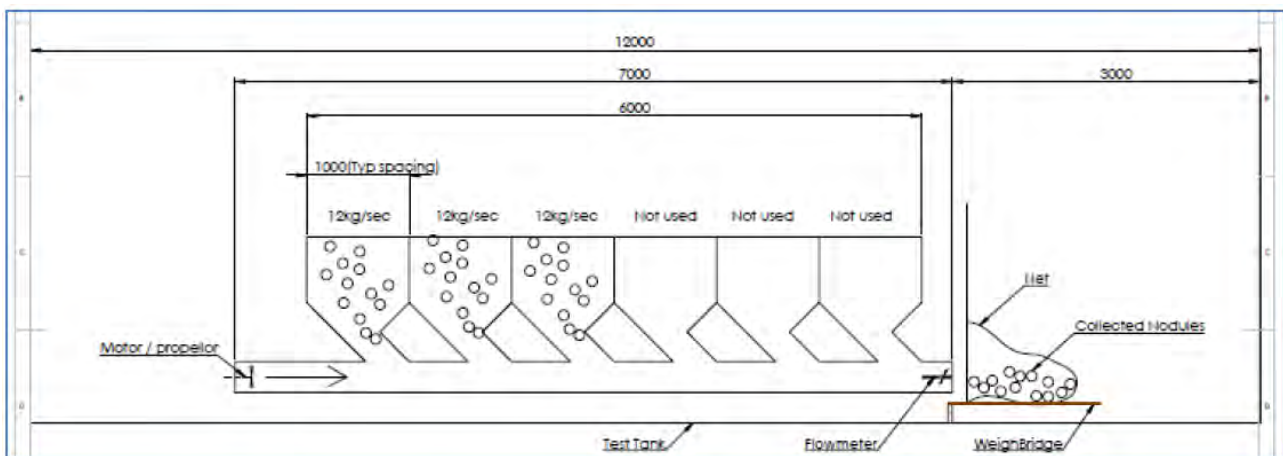 12000
7000
3000
6000
1000(Typ spacing)
12kg/sec 12kg/sec 12kg/sec Not used Not used Not used
Net
Collected Nodules
Motor / propellor
Test Tank
Flowmeter
WeighBridge